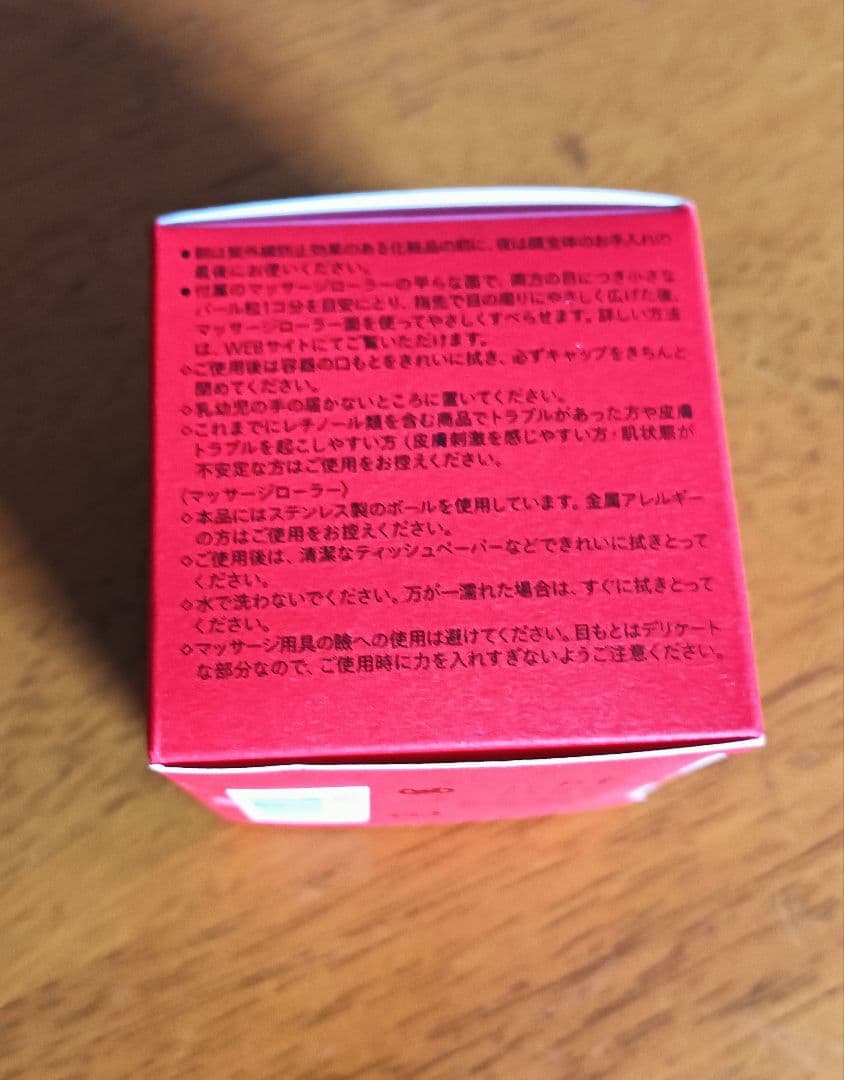 ●朝は紫外線防止効果のある化粧品の前に、夜は顔全体のお手入れの
最後にお使いください。
●付属のマッサージローラーの平らな面で、両方の目につき小さな
パール粒1コ分を目安にとり、指先で目の周りにやさしく広げた後、
マッサージローラー面を使ってやさしくすべらせます。詳しい方法
は、WEBサイトにてご覧いただけます。
◇ご使用後は容器の口もとをきれいに拭き、必ずキャップをきちんと
閉めてください。
◇乳幼児の手の届かないところに置いてください。
◇これまでにレチノール類を含む商品でトラブルがあった方や皮膚
トラブルを起こしやすい方(皮膚刺激を感じやすい方・肌状態が
不安定な方はご使用をお控えください。
〈マッサージローラー〉
◇本品にはステンレス製のボールを使用しています。金属アレルギー
の方はご使用をお控えください。
◇ご使用後は、清潔なティッシュペーパーなどできれいに拭きとって
ください。
◇水で洗わないでください。万が一濡れた場合は、すぐに拭きとって
ください。
◇マッサージ用具の瞼への使用は避けてください。目もとはデリケート
な部分なので、ご使用時に力を入れすぎないようご注意ください。